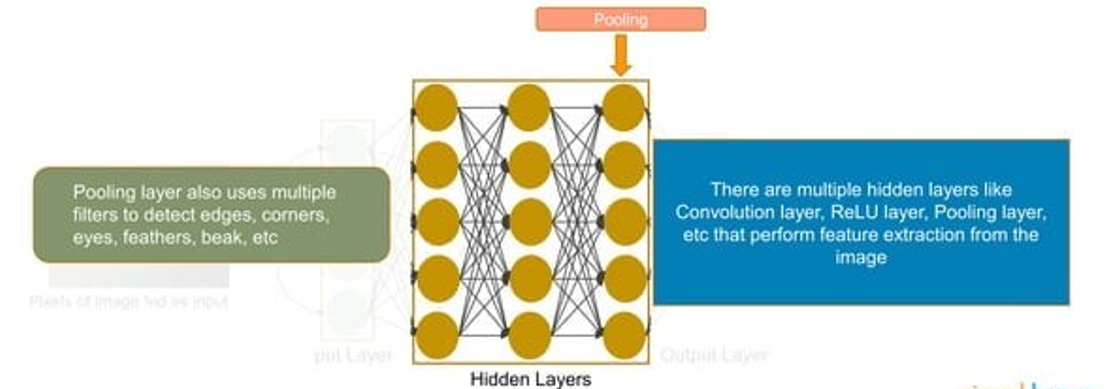 Pooling
Pooling layer also uses multiple
filters to detect edges, corners,
eyes, feathers, beak, etc
There are multiple hidden layers like
Convolution layer, ReLU layer, Pooling layer,
etc that perform feature extraction from the
image
Pixels of image fed as input
put Layer
Output Layer
Hidden Layers